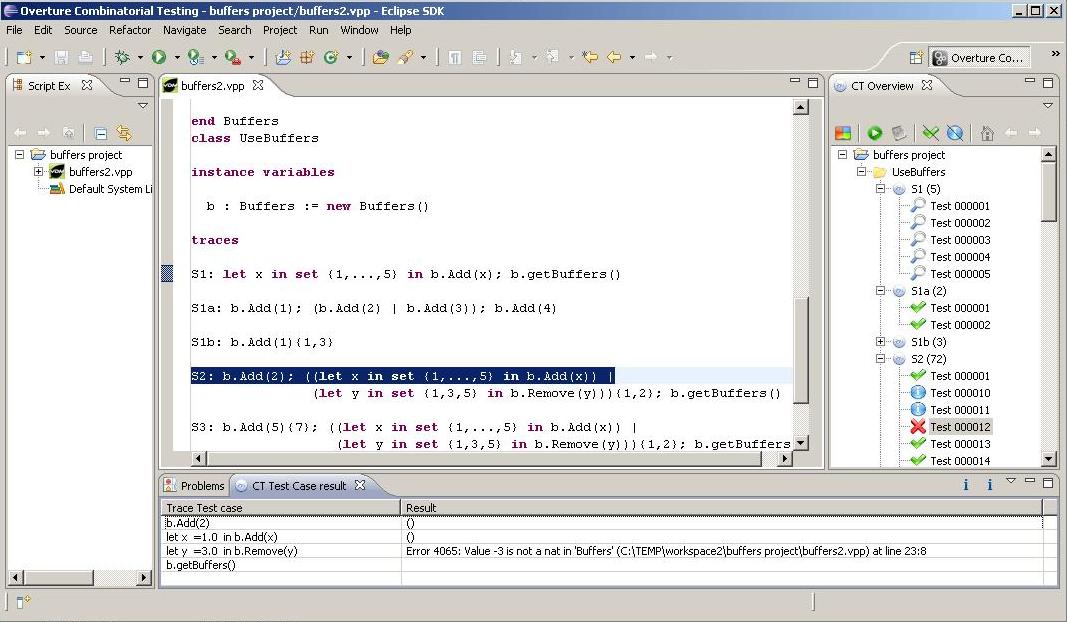 Overture Combinatorial Testing - buffers project/buffers2.vpp - Eclipse SDK
File Edit Source Refactor Navigate Search Project Run Window Help
Overture Co... »
Script Ex
buffers project
buffers2.vpp
Default System Li
buffers2.vpp
end Buffers
class UseBuffers
instance variables
b : Buffers := new Buffers()
traces
S1: let x in set {1,...,5} in b.Add(x); b.getBuffers()
S1a: b.Add(1); (b.Add(2) | b.Add(3)); b.Add(4)
S1b: b.Add(1){1,3}
S2: b.Add(2); ((let x in set {1,...,5} in b.Add(x)) |
(let y in set {1,3,5} in b.Remove(y))){1,2}; b.getBuffers()
S3: b.Add(5){7}; ((let x in set {1,...,5} in b.Add(x)) |
(let y in set {1,3,5} in b.Remove(y))){1,2}; b.getBuffers
CT Overview
buffers project
UseBuffers
S1 (5)
Test 000001
Test 000002
Test 000003
Test 000004
Test 000005
S1a (2)
Test 000001
Test 000002
S1b (3)
S2 (72)
Test 000001
Test 000010
Test 000011
Test 000012
Test 000013
Test 000014
Problems CT Test Case result
Trace Test case Result
b.Add(2) ()
let x =1.0 in b.Add(x) ()
let y =3.0 in b.Remove(y) Error 4065: Value -3 is not a nat in 'Buffers' (C:\TEMP\workspace2\buffers project\buffers2.vpp) at line 23:8
b.getBuffers()